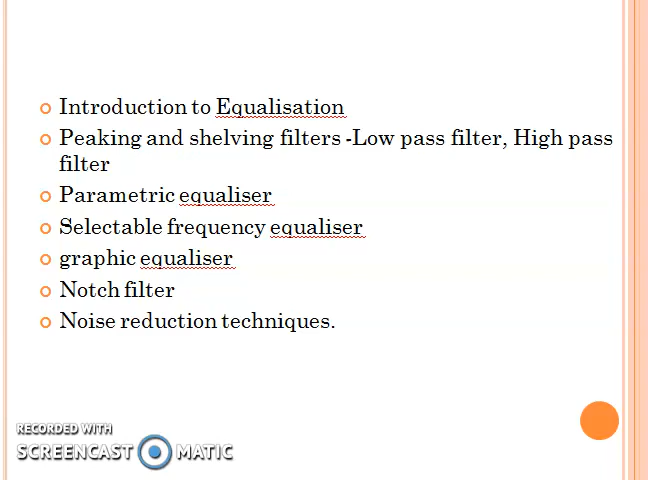 Introduction to Equalisation
Peaking and shelving filters -Low pass filter, High pass
filter
Parametric equaliser
Selectable frequency equaliser
graphic equaliser
Notch filter
Noise reduction techniques.
RECORDED WITH
SCREENCAST MATIC